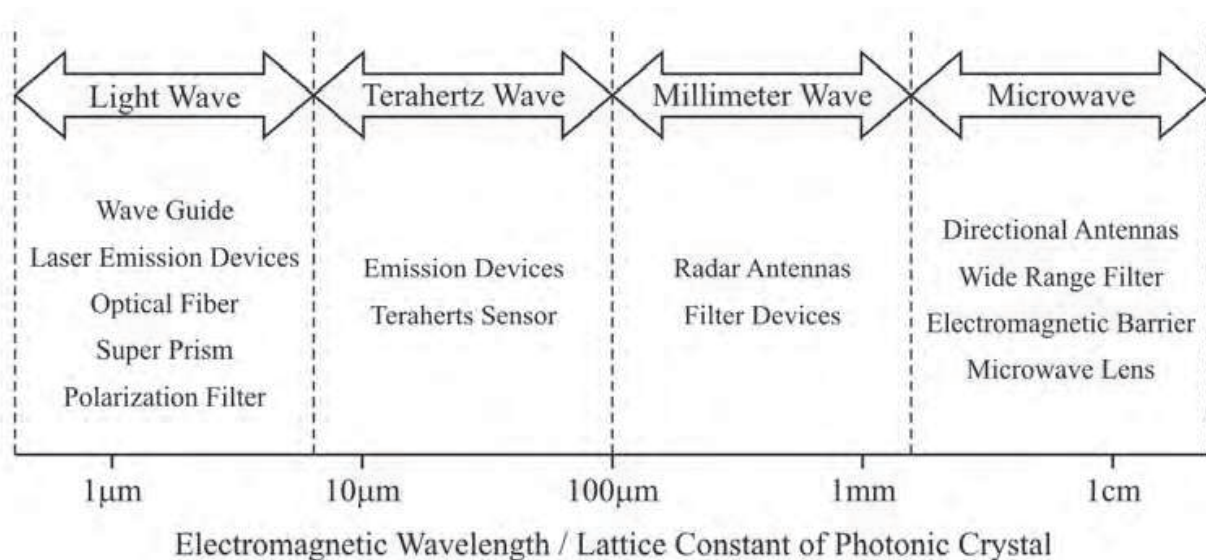 Light Wave
Terahertz Wave
Millimeter Wave
Microwave
Wave Guide
Laser Emission Devices
Optical Fiber
Super Prism
Polarization Filter
Emission Devices
Teraherts Sensor
Radar Antennas
Filter Devices
Directional Antennas
Wide Range Filter
Electromagnetic Barrier
Microwave Lens
1μm
10μm
100μm
1mm
1cm
Electromagnetic Wavelength / Lattice Constant of Photonic Crystal